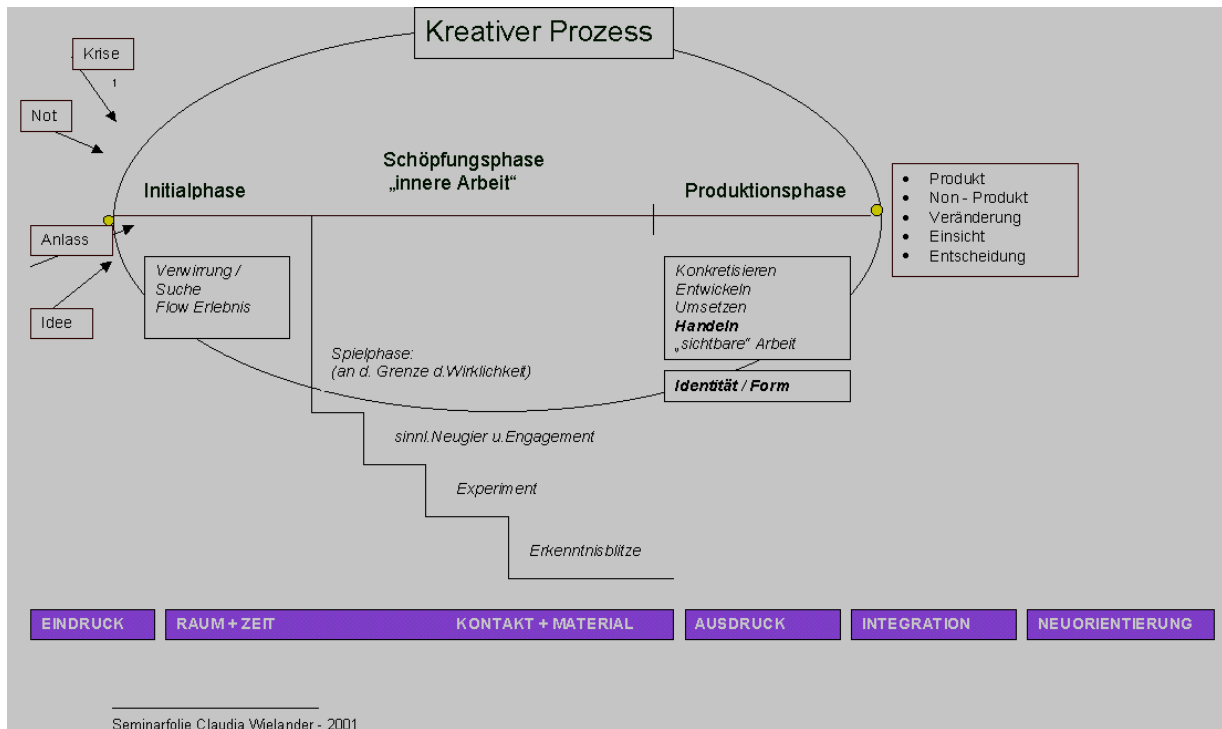 Kreativer Prozess
Krise
1
Not
Anlass
Idee
Initialphase
Schöpfungsphase
„innere Arbeit“
Produktionsphase
• Produkt
• Non - Produkt
• Veränderung
• Einsicht
• Entscheidung
Verwirrung /
Suche
Flow Erlebnis
Spielphase:
(an d. Grenze d.Wirklichkeit)
sinnl.Neugier u.Engagement
Experiment
Erkenntnisblitze
Konkretisieren
Entwickeln
Umsetzen
Handeln
„sichtbare“ Arbeit
Identität / Form
EINDRUCK
RAUM + ZEIT
KONTAKT + MATERIAL
AUSDRUCK
INTEGRATION
NEUORIENTIERUNG
Seminarfolie Claudia Wielander - 2001